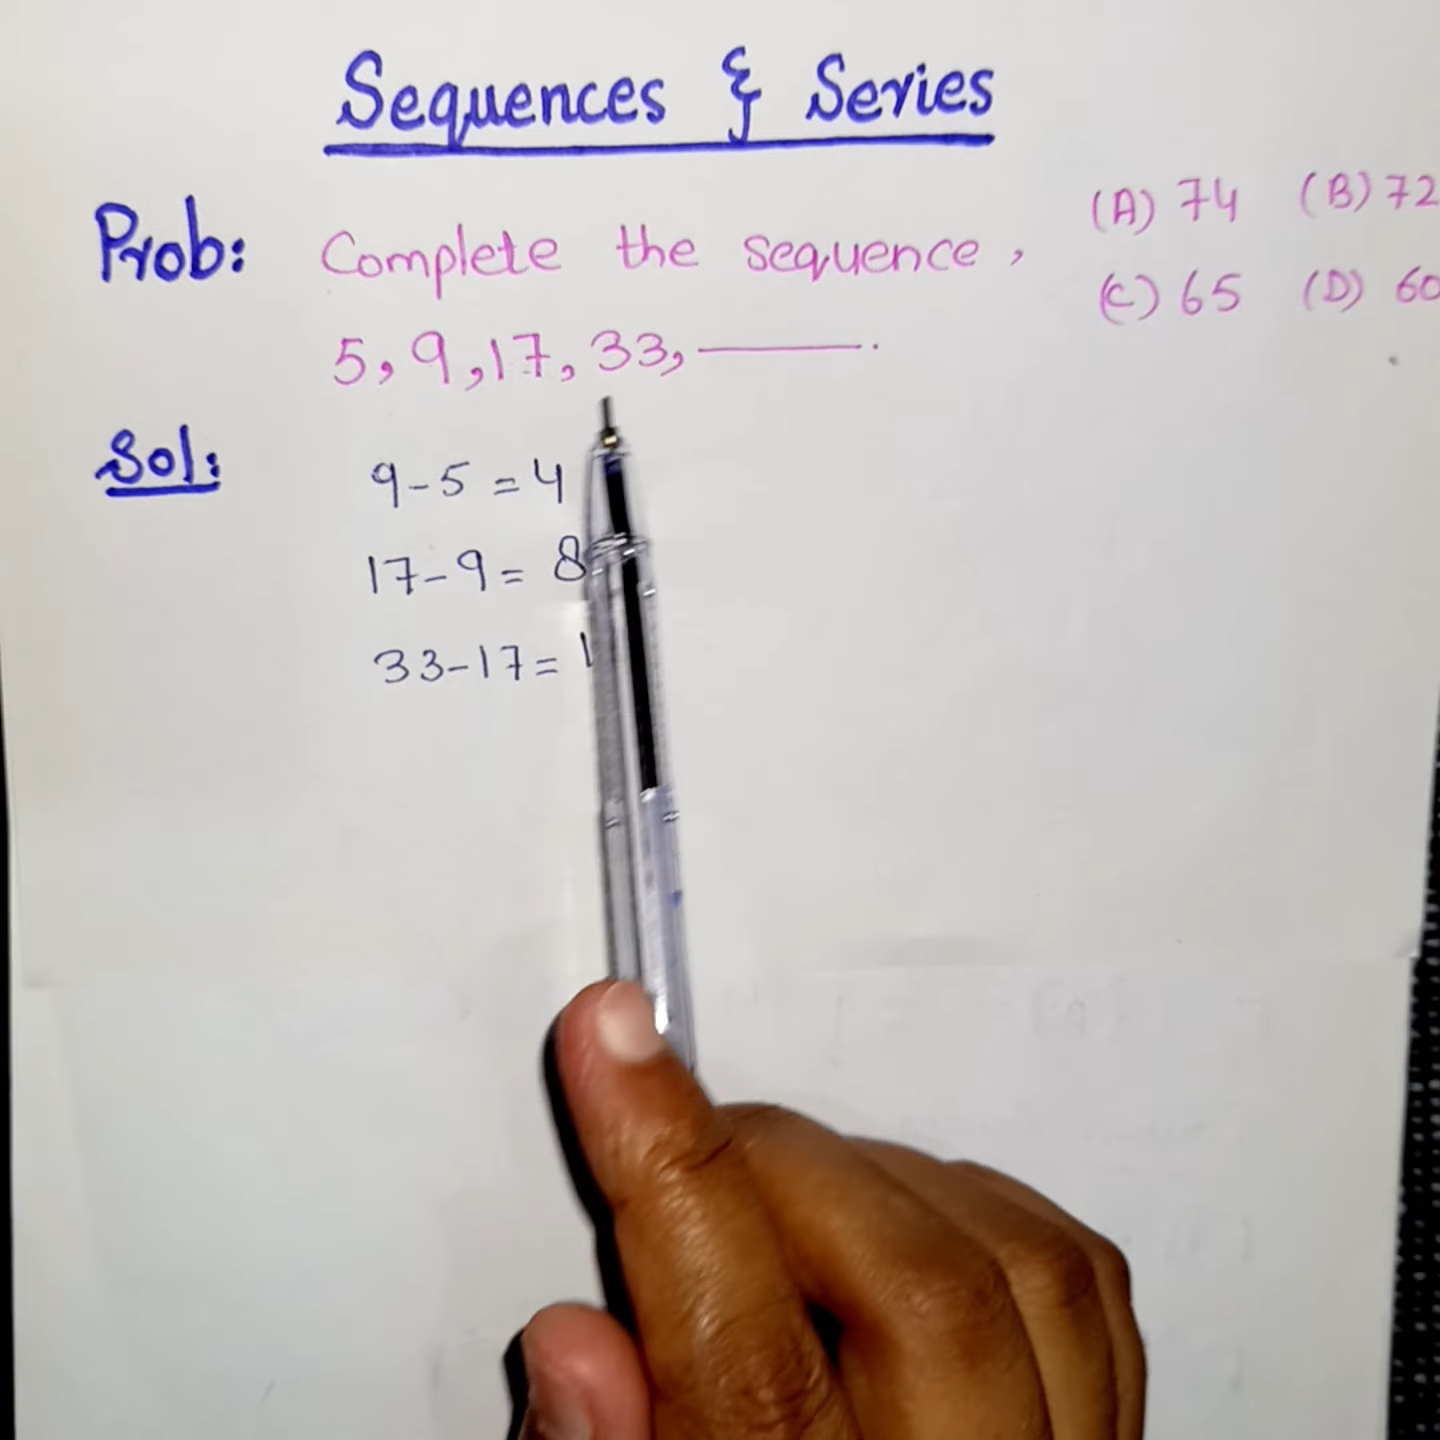 Sequences & Series
Prob: Complete the sequence,
5, 9, 17, 33, ______.
(A) 74 (B) 72
(C) 65 (D) 60
Sol:
9-5 = 4
17-9 = 8
33-17 = 1